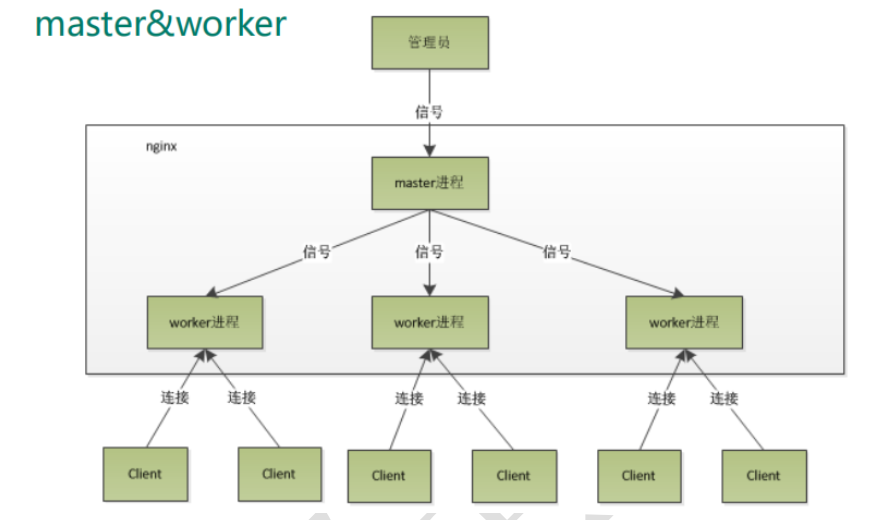 master&worker
管理员
信号
nginx
master进程
信号
信号
信号
worker进程
worker进程
worker进程
连接
连接
连接
连接
连接
连接
Client
Client
Client
Client
Client
Client